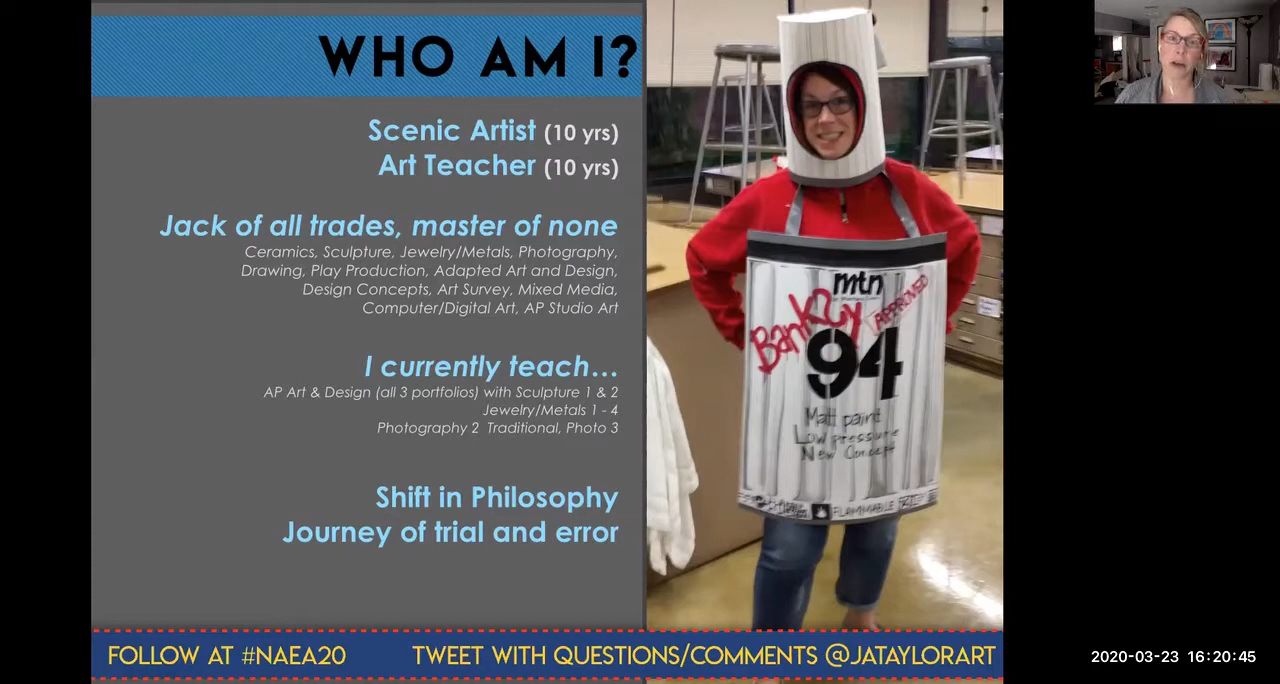 WHO AM I?
Scenic Artist (10 yrs)
Art Teacher (10 yrs)
Jack of all trades, master of none
Ceramics, Sculpture, Jewelry/Metals, Photography,
Drawing, Play Production, Adapted Art and Design,
Design Concepts, Art Survey, Mixed Media,
Computer/Digital Art, AP Studio Art
I currently teach...
AP Art & Design (all 3 portfolios) with Sculpture 1 & 2
Jewelry/Metals 1 - 4
Photography 2 Traditional, Photo 3
Shift in Philosophy
Journey of trial and error
mtn
BanKsy
APPROVED
94
Matt paint
Low pressure
New Concept
FLAMMABLE
FOLLOW AT #NAEA20
TWEET WITH QUESTIONS/COMMENTS @JATAYLORART
2020-03-23 16:20:45